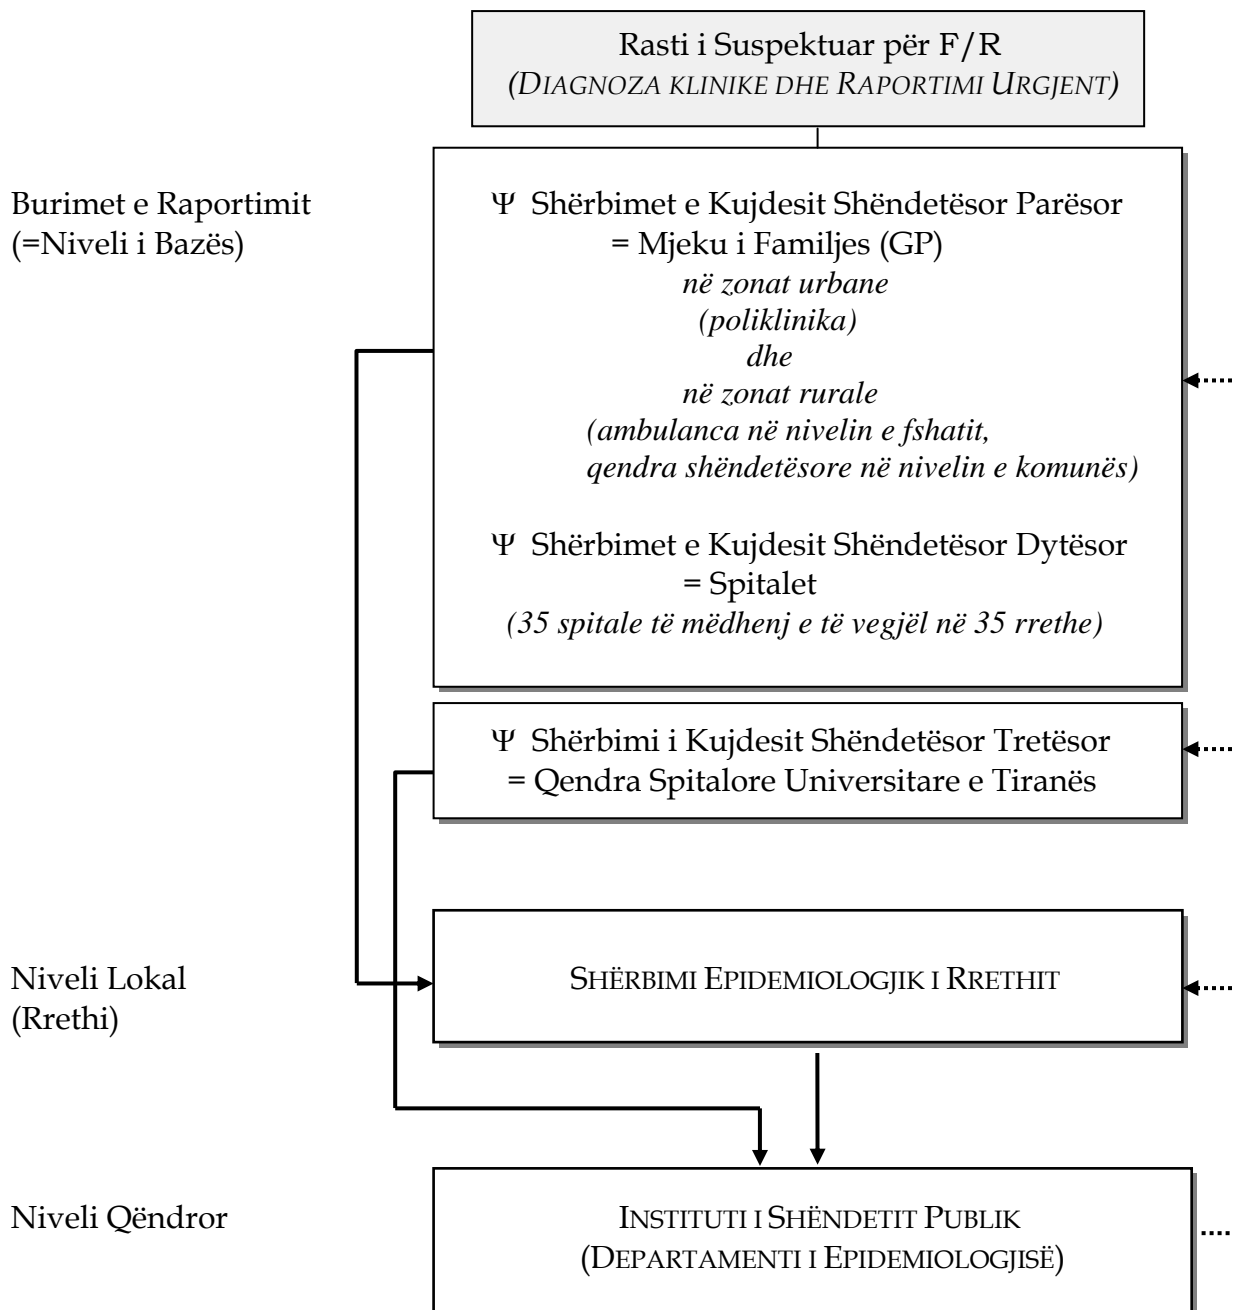 Rasti i Suspektuar për F/R
(DIAGNOZA KLINIKE DHE RAPORTIMI URGJENT)
Burimet e Raportimit
(=Niveli i Bazës)
Ψ Shërbimet e Kujdesit Shëndetësor Parësor
= Mjeku i Familjes (GP)
në zonat urbane
(poliklinika)
dhe
në zonat rurale
(ambulanca në nivelin e fshatit,
qendra shëndetësore në nivelin e komunës)
Ψ Shërbimet e Kujdesit Shëndetësor Dytësor
= Spitalet
(35 spitale të mëdhenj e të vegjël në 35 rrethe)
Ψ Shërbimi i Kujdesit Shëndetësor Tretësor
= Qendra Spitalore Universitare e Tiranës
Niveli Lokal
(Rrethi)
SHËRBIMI EPIDEMIOLOGJIK I RRETHIT
Niveli Qëndror
INSTITUTI I SHËNDETIT PUBLIK
(DEPARTAMENTI I EPIDEMIOLOGJISË)